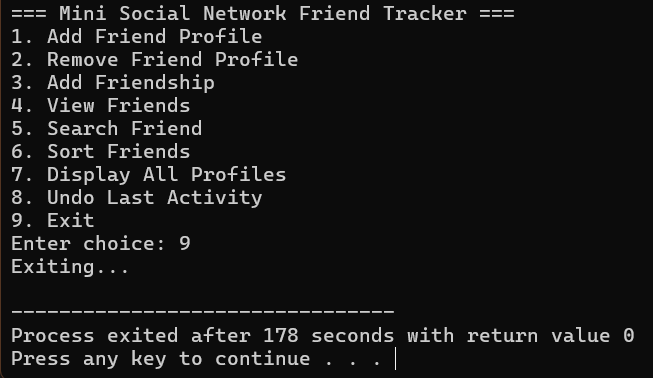 === Mini Social Network Friend Tracker ===
1. Add Friend Profile
2. Remove Friend Profile
3. Add Friendship
4. View Friends
5. Search Friend
6. Sort Friends
7. Display All Profiles
8. Undo Last Activity
9. Exit
Enter choice: 9
Exiting...
--------------------------------
Process exited after 178 seconds with return value 0
Press any key to continue . . .